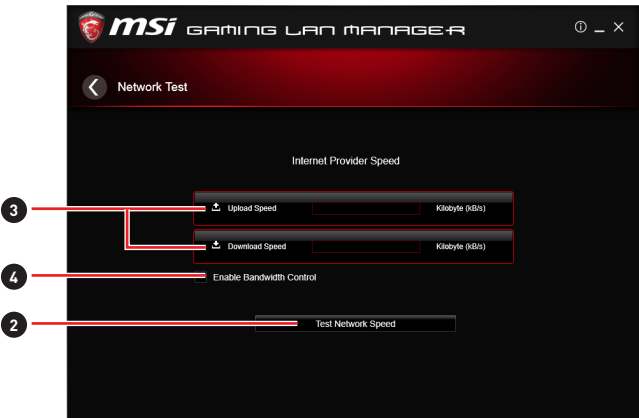 msi GAMING LAN MANAGER
Network Test
Internet Provider Speed
3
Upload Speed Kilobyte (kB/s)
Download Speed Kilobyte (kB/s)
4
Enable Bandwidth Control
2
Test Network Speed